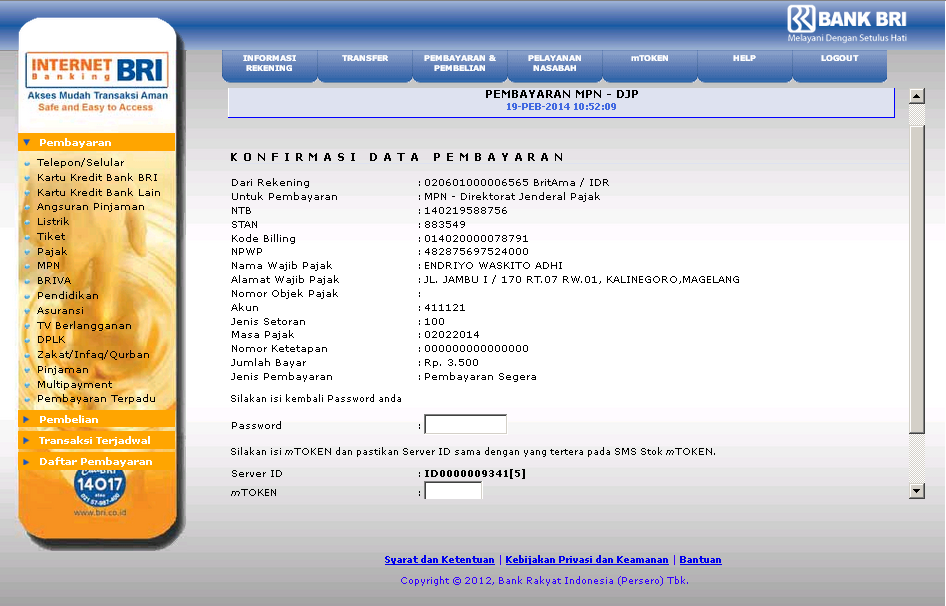 BANK BRI
Melayani Dengan Setulus Hati
INTERNET
Banking BRI
Akses Mudah Transaksi Aman
Safe and Easy to Access
INFORMASI REKENING
TRANSFER
PEMBAYARAN & PEMBELIAN
PELAYANAN NASABAH
mTOKEN
HELP
LOGOUT
Pembayaran
Telepon/Selular
Kartu Kredit Bank BRI
Kartu Kredit Bank Lain
Angsuran Pinjaman
Listrik
Tiket
Pajak
MPN
BRIVA
Pendidikan
Asuransi
TV Berlangganan
DPLK
Zakat/Infaq/Qurban
Pinjaman
Multipayment
Pembayaran Terpadu
Pembelian
Transaksi Terjadwal
Daftar Pembayaran
14017
www.bri.co.id
PEMBAYARAN MPN - DJP
19-PEB-2014 10:52:09
KONFIRMASI DATA PEMBAYARAN
Dari Rekening : 020601000006565 BritAma / IDR
Untuk Pembayaran : MPN - Direktorat Jenderal Pajak
NTB : 140219588756
STAN : 883549
Kode Billing : 014020000078791
NPWP : 482875697524000
Nama Wajib Pajak : ENDRIYO WASKITO ADHI
Alamat Wajib Pajak : JL. JAMBU I / 170 RT.07 RW.01, KALINEGORO,MAGELANG
Nomor Objek Pajak :
Akun : 411121
Jenis Setoran : 100
Masa Pajak : 02022014
Nomor Ketetapan : 000000000000000
Jumlah Bayar : Rp. 3.500
Jenis Pembayaran : Pembayaran Segera
Silakan isi kembali Password anda
Password :
Silakan isi mTOKEN dan pastikan Server ID sama dengan yang tertera pada SMS Stok mTOKEN.
Server ID : ID0000009341[5]
mTOKEN :
Syarat dan Ketentuan | Kebijakan Privasi dan Keamanan | Bantuan
Copyright © 2012, Bank Rakyat Indonesia (Persero) Tbk.